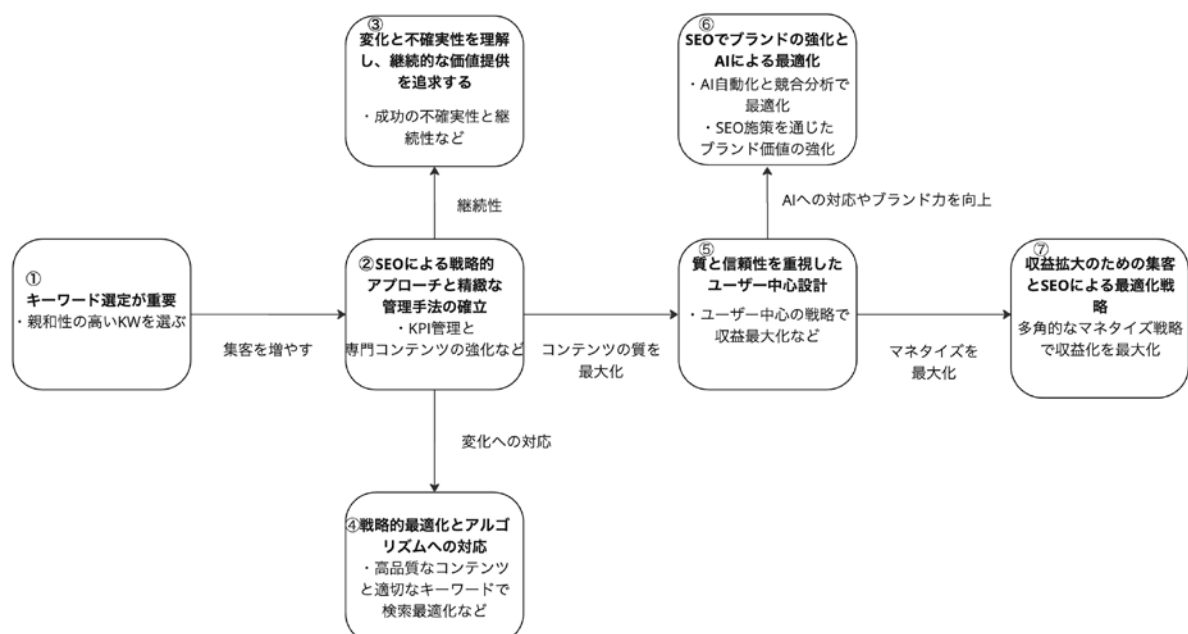 ①
キーワード選定が重要
・親和性の高いKWを選ぶ
集客を増やす
②SEOによる戦略的
アプローチと精緻な
管理手法の確立
・KPI管理と
専門コンテンツの強化など
継続性
③
変化と不確実性を理解
し、継続的な価値提供
を追求する
・成功の不確実性と継
続性など
変化への対応
④戦略的最適化とアルゴ
リズムへの対応
・高品質なコンテンツ
と適切なキーワードで
検索最適化など
コンテンツの質を
最大化
⑤
質と信頼性を重視した
ユーザー中心設計
・ユーザー中心の戦略で
収益最大化など
AIへの対応やブランド力を向上
⑥
SEOでブランドの強化と
AIによる最適化
・AI自動化と競合分析で
最適化
・SEO施策を通じた
ブランド価値の強化
マネタイズを
最大化
⑦
収益拡大のための集客
とSEOによる最適化戦
略
多角的なマネタイズ戦略
で収益化を最大化